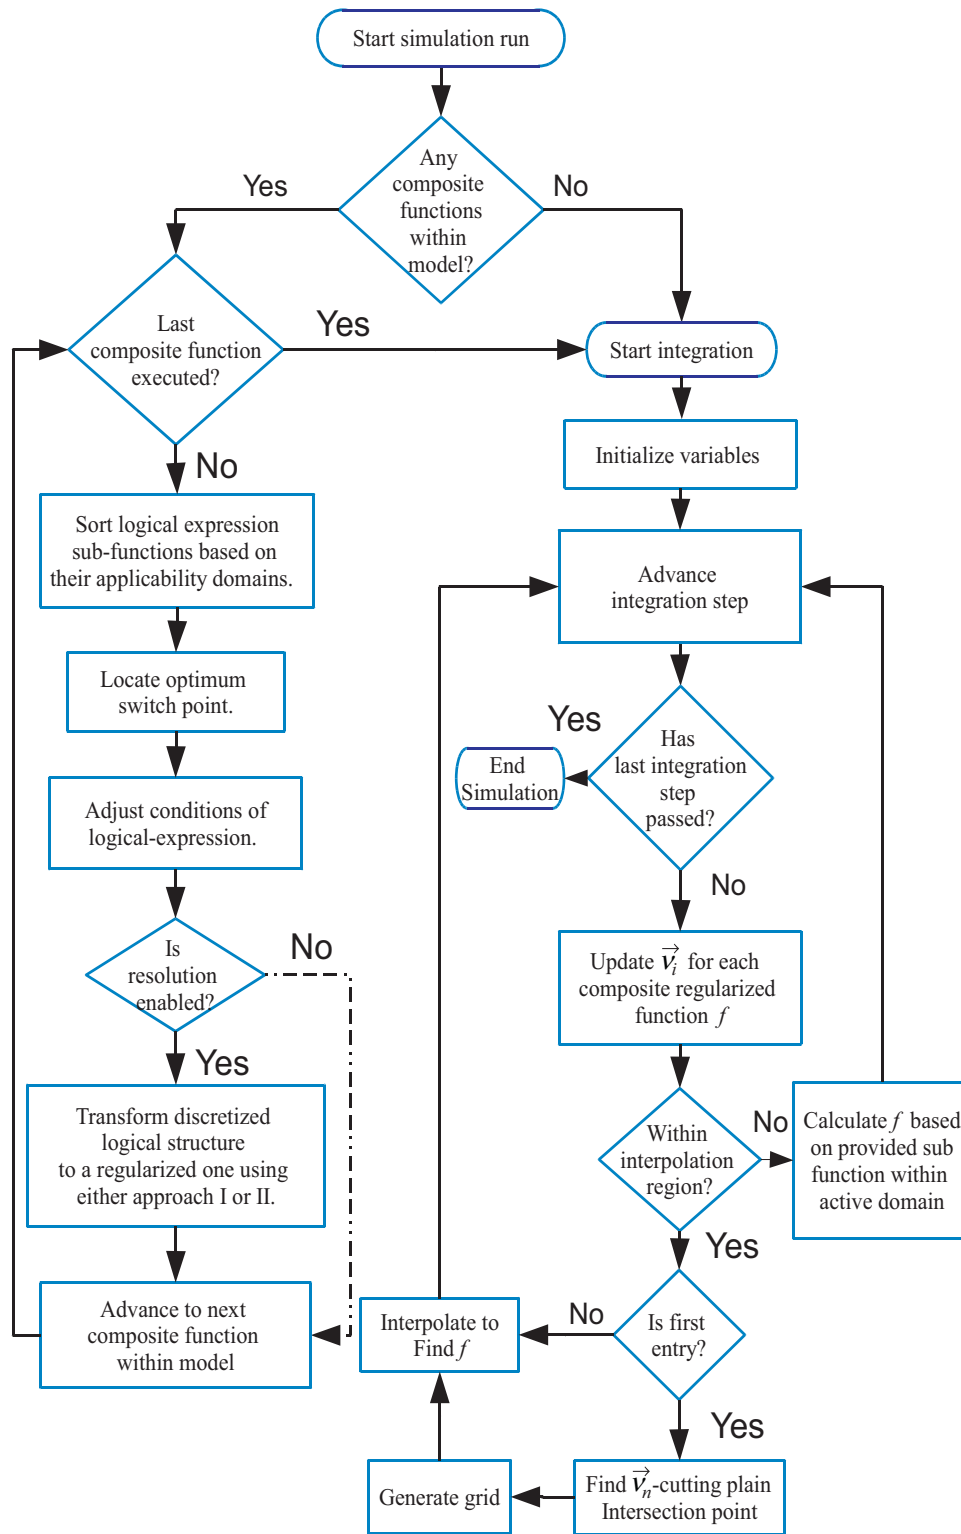 Start simulation run
Any
composite
functions
within
model?
Yes
No
Last
composite function
executed?
Yes
Start integration
No
Initialize variables
Sort logical expression
sub-functions based on
their applicability domains.
Advance
integration step
Locate optimum
switch point.
Yes
Has
last integration
step
passed?
End
Simulation
Adjust conditions of
logical-expression.
No
Is
resolution
enabled?
No
Update v⃗ᵢ for each
composite regularized
function f
Yes
Transform discretized
logical structure
to a regularized one using
either approach I or II.
Within
interpolation
region?
No
Calculate f based
on provided sub
function within
active domain
Yes
Advance to next
composite function
within model
Interpolate to
Find f
No
Is first
entry?
Yes
Generate grid
Find v⃗ₙ-cutting plain
Intersection point